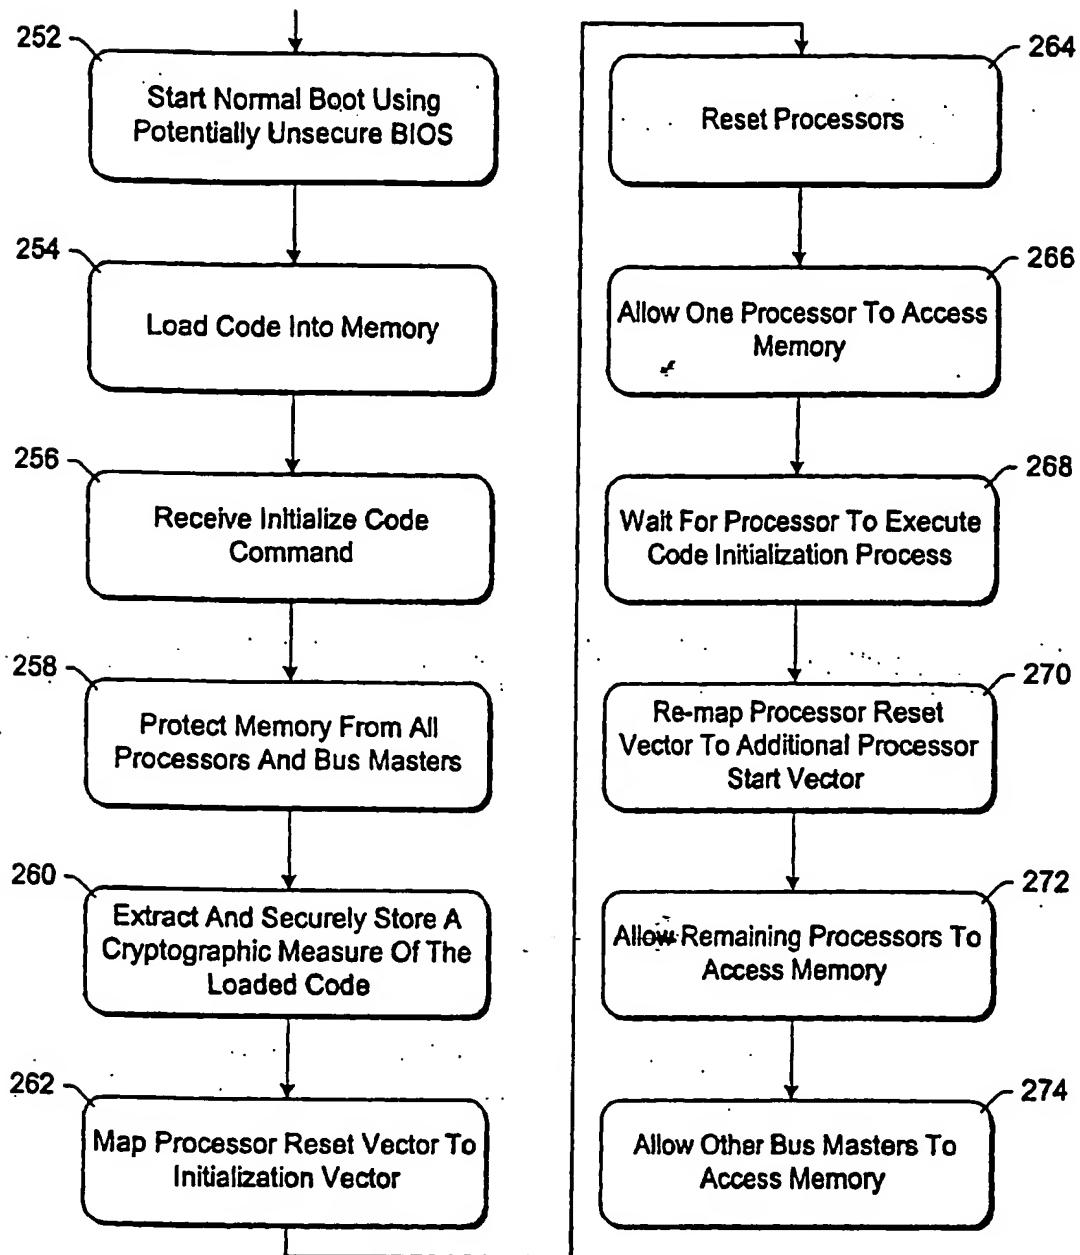 252
Start Normal Boot Using
Potentially Unsecure BIOS
254
Load Code Into Memory
256
Receive Initialize Code
Command
258
Protect Memory From All
Processors And Bus Masters
260
Extract And Securely Store A
Cryptographic Measure Of The
Loaded Code
262
Map Processor Reset Vector To
Initialization Vector
264
Reset Processors
266
Allow One Processor To Access
Memory
268
Wait For Processor To Execute
Code Initialization Process
270
Re-map Processor Reset
Vector To Additional Processor
Start Vector
272
Allow Remaining Processors To
Access Memory
274
Allow Other Bus Masters To
Access Memory